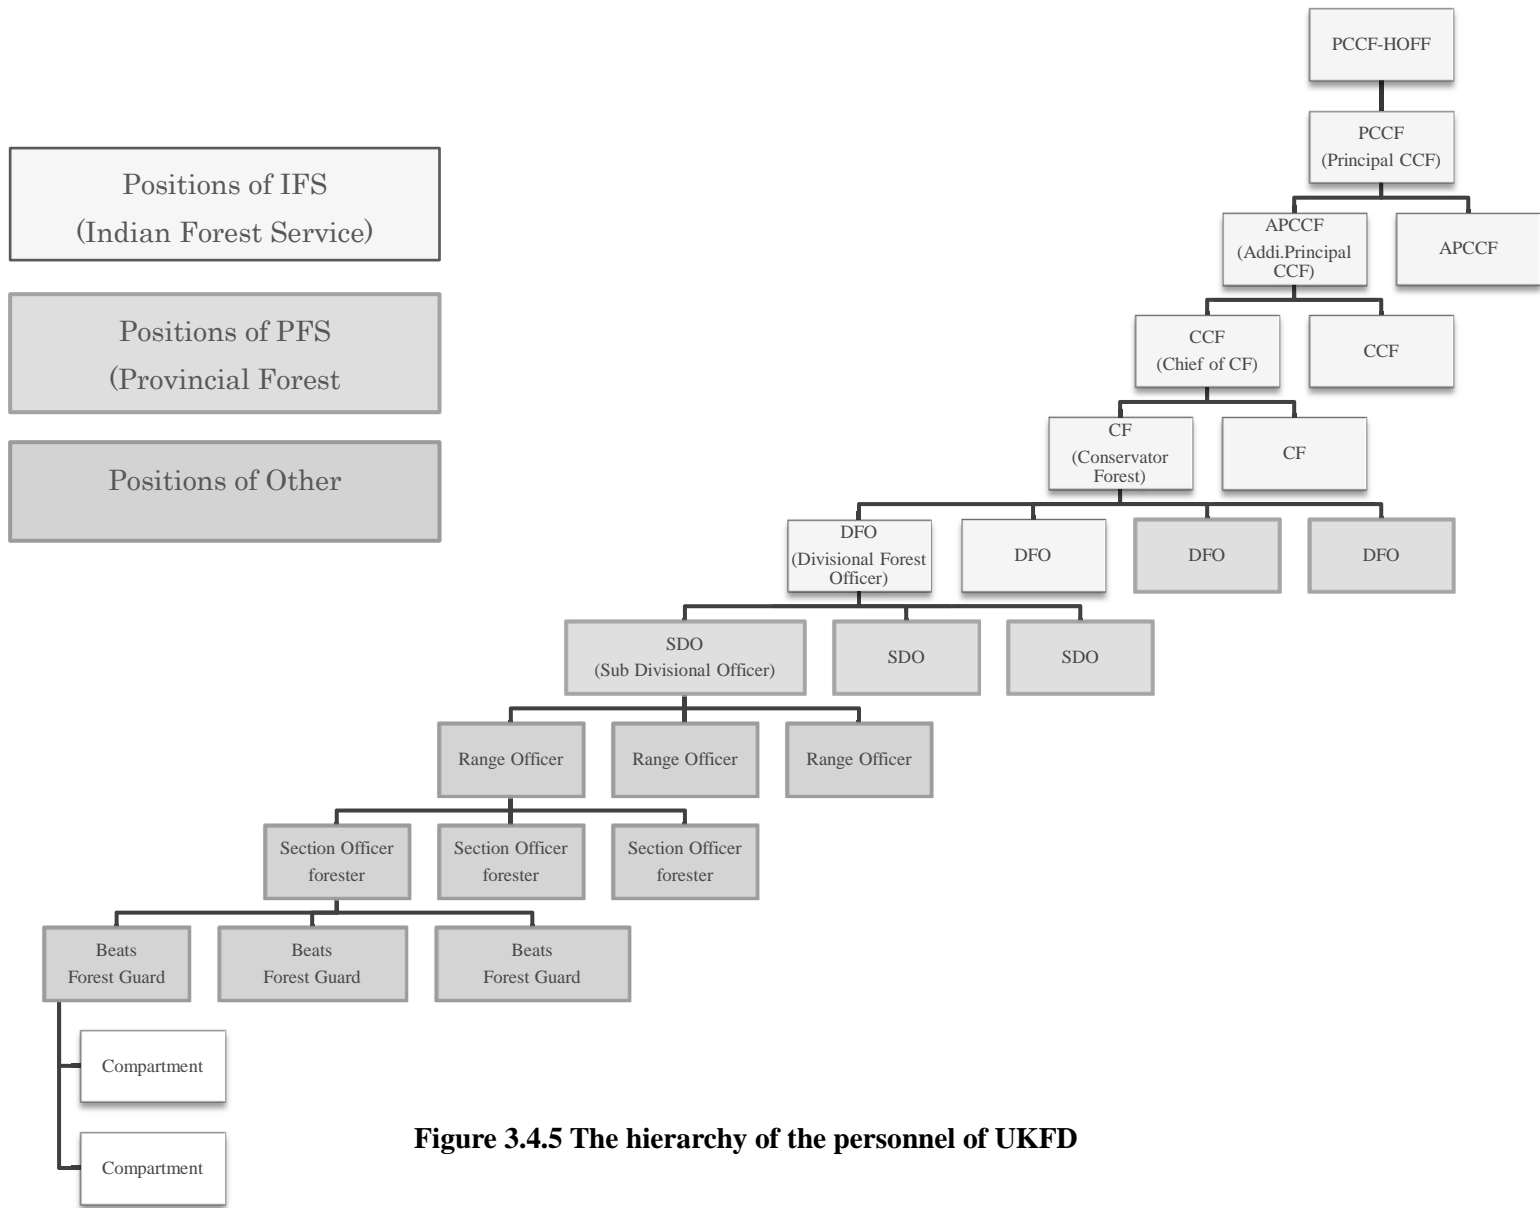 PCCF-HOFF
PCCF
(Principal CCF)
Positions of IFS
(Indian Forest Service)
APCCF
(Addi.Principal
CCF)
APCCF
Positions of PFS
(Provincial Forest
CCF
(Chief of CF)
CCF
CF
(Conservator
Forest)
CF
Positions of Other
DFO
(Divisional Forest
Officer)
DFO
DFO
DFO
SDO
(Sub Divisional Officer)
SDO
SDO
Range Officer
Range Officer
Range Officer
Section Officer
forester
Section Officer
forester
Section Officer
forester
Beats
Forest Guard
Beats
Forest Guard
Beats
Forest Guard
Compartment
Compartment
Figure 3.4.5 The hierarchy of the personnel of UKFD